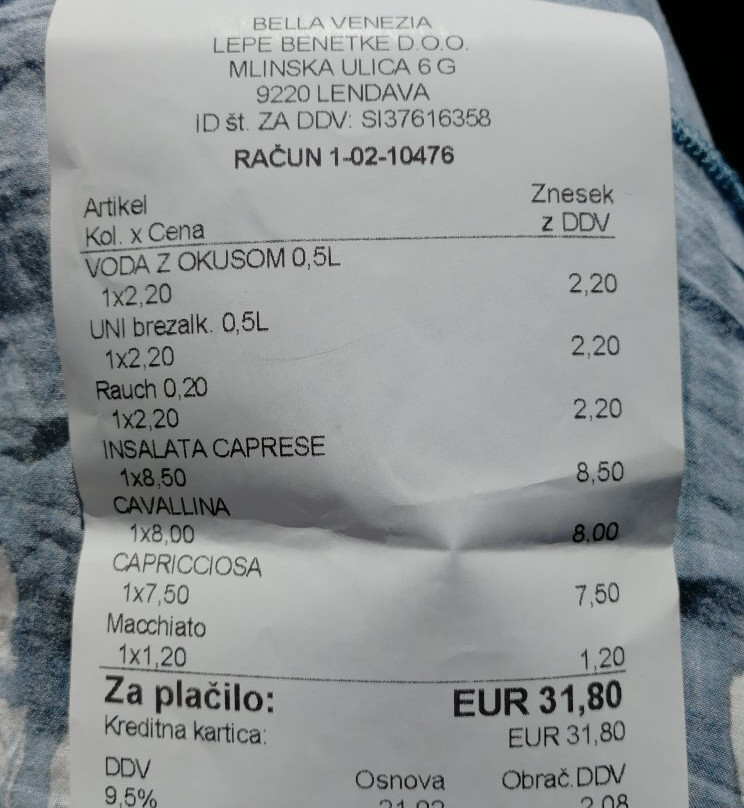 BELLA VENEZIA
LEPE BENETKE D.O.O.
MLINSKA ULICA 6 G
9220 LENDAVA
ID št. ZA DDV: SI37616358
RAČUN 1-02-10476
Artikel Znesek
Kol. x Cena z DDV
VODA Z OKUSOM 0,5L
1x2,20 2,20
UNI brezalk. 0,5L
1x2,20 2,20
Rauch 0,20
1x2,20 2,20
INSALATA CAPRESE
1x8,50 8,50
CAVALLINA
1x8,00 8,00
CAPRICCIOSA
1x7,50 7,50
Macchiato
1x1,20 1,20
Za plačilo: EUR 31,80
Kreditna kartica: EUR 31,80
DDV Osnova Obrač.DDV
9,5% 2,08